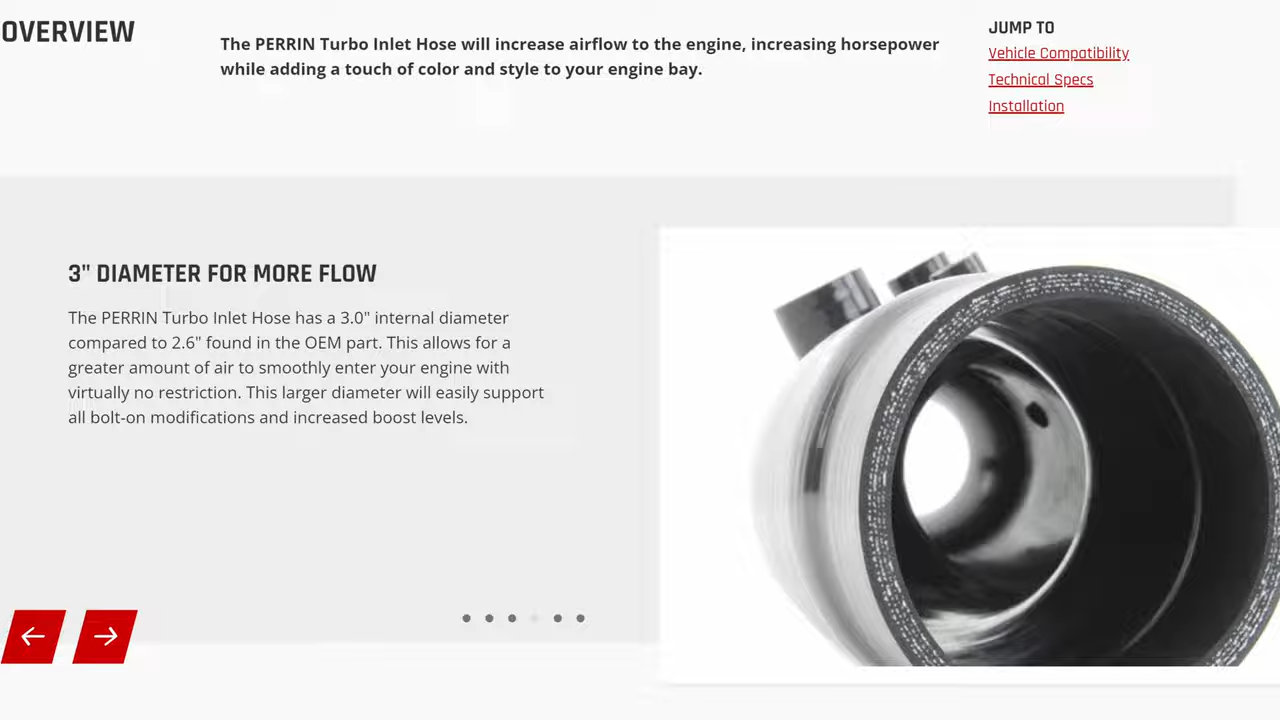 OVERVIEW
The PERRIN Turbo Inlet Hose will increase airflow to the engine, increasing horsepower
while adding a touch of color and style to your engine bay.
JUMP TO
Vehicle Compatibility
Technical Specs
Installation
3" DIAMETER FOR MORE FLOW
The PERRIN Turbo Inlet Hose has a 3.0" internal diameter
compared to 2.6" found in the OEM part. This allows for a
greater amount of air to smoothly enter your engine with
virtually no restriction. This larger diameter will easily support
all bolt-on modifications and increased boost levels.